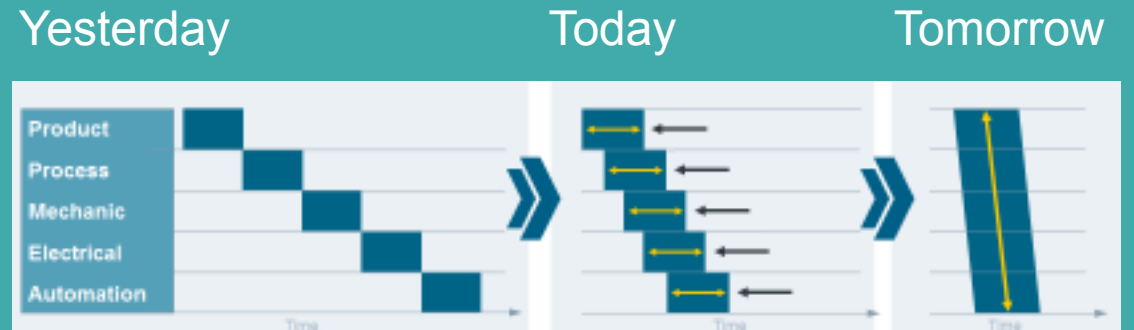 Yesterday
Today
Tomorrow
Product
Process
Mechanic
Electrical
Automation
Time
Time
Time